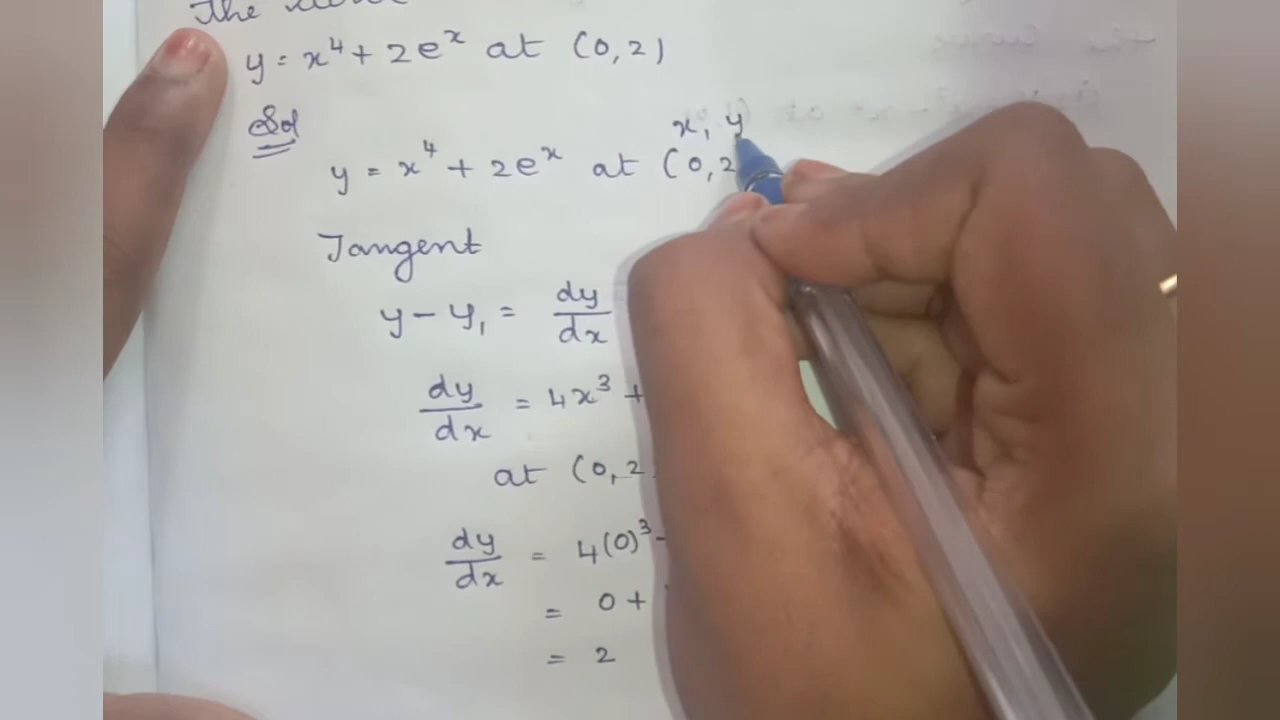 The
y = x⁴ + 2eˣ at (0, 2)
Sol
x, y
y = x⁴ + 2eˣ at (0, 2
Tangent
y - y₁ = dy/dx
dy/dx = 4x³ +
at (0, 2
dy/dx = 4(0)³ -
= 0 +
= 2